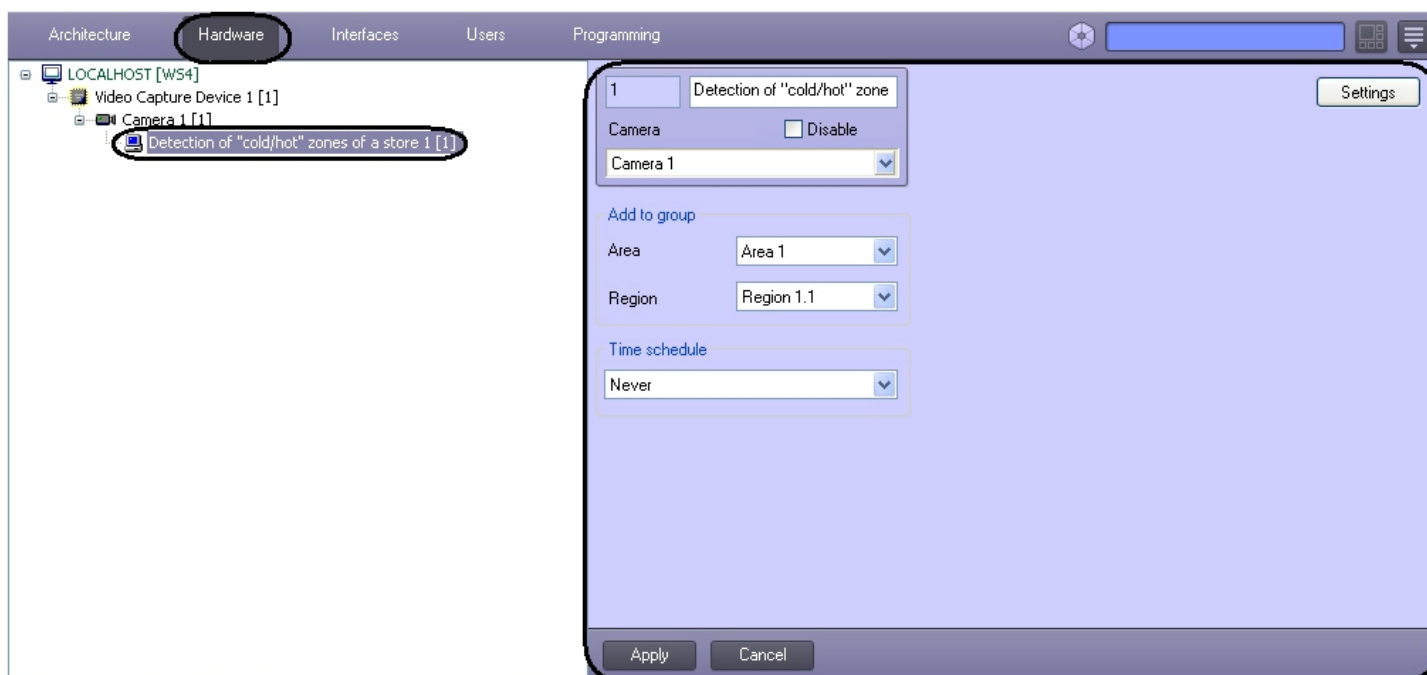 Architecture Hardware Interfaces Users Programming
LOCALHOST [WS4]
Video Capture Device 1 [1]
Camera 1 [1]
Detection of "cold/hot" zones of a store 1 [1]
1 Detection of "cold/hot" zone
Settings
Camera Disable
Camera 1
Add to group
Area Area 1
Region Region 1.1
Time schedule
Never
Apply Cancel